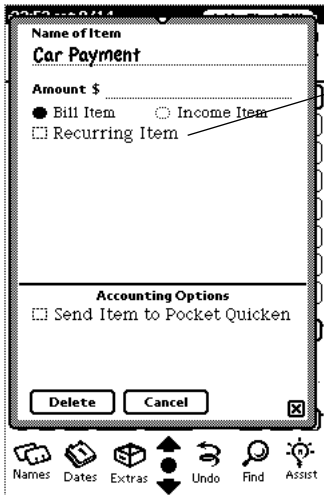 Name of Item
Car Payment
Amount $
Bill Item Income Item
Recurring Item
Accounting Options
Send Item to Pocket Quicken
Delete Cancel
Names Dates Extras Undo Find Assist